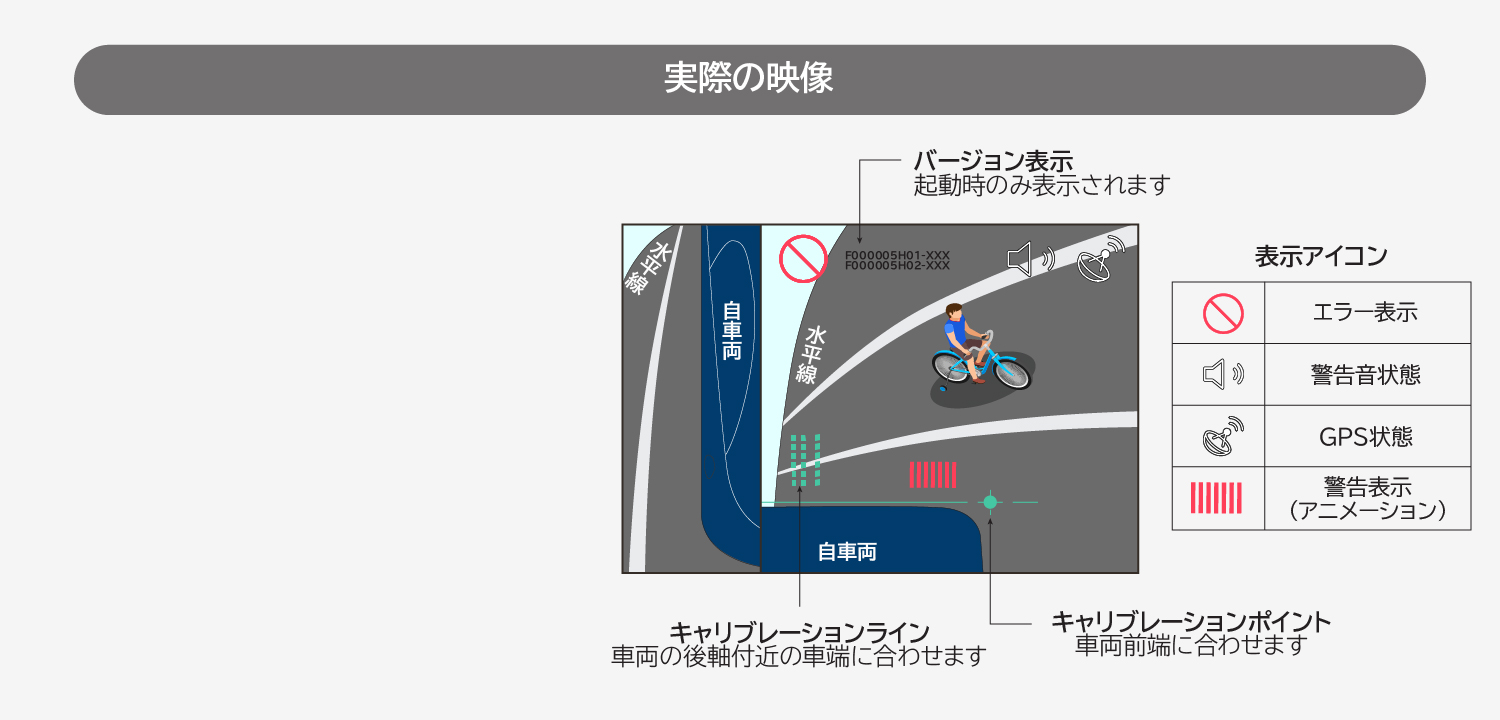 実際の映像
バージョン表示
起動時のみ表示されます
水平線
自車両
F000005H01-XXX
F000005H02-XXX
水平線
自車両
キャリブレーションライン
車両の後軸付近の車端に合わせます
キャリブレーションポイント
車両前端に合わせます
表示アイコン
エラー表示
警告音状態
GPS状態
警告表示
（アニメーション）